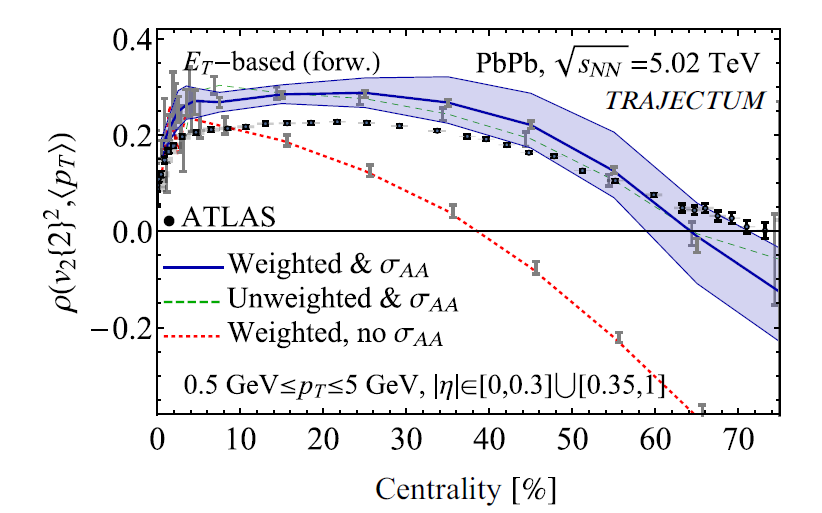 0.4
E_T−based (forw.)
PbPb, √s_NN =5.02 TeV
TRAJECTUM
0.2
ρ(v₂{2}², ⟨p_T⟩)
ATLAS
0.0
Weighted & σ_AA
Unweighted & σ_AA
−0.2
Weighted, no σ_AA
0.5 GeV≤p_T≤5 GeV, |η|∈[0,0.3]⋃[0.35,1]
0 10 20 30 40 50 60 70
Centrality [%]